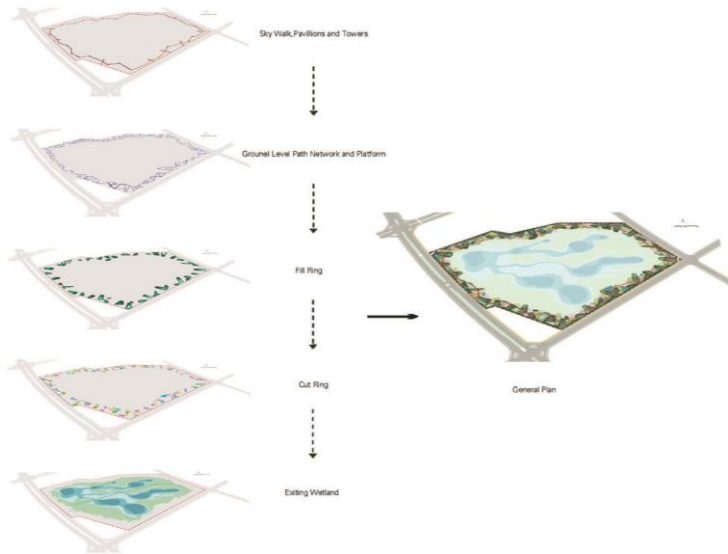 Sky Walk,Pavilions and Towers
Grounel Level Path Network and Platform
Fill Ring
Cut Ring
General Plan
Exiting Wetland